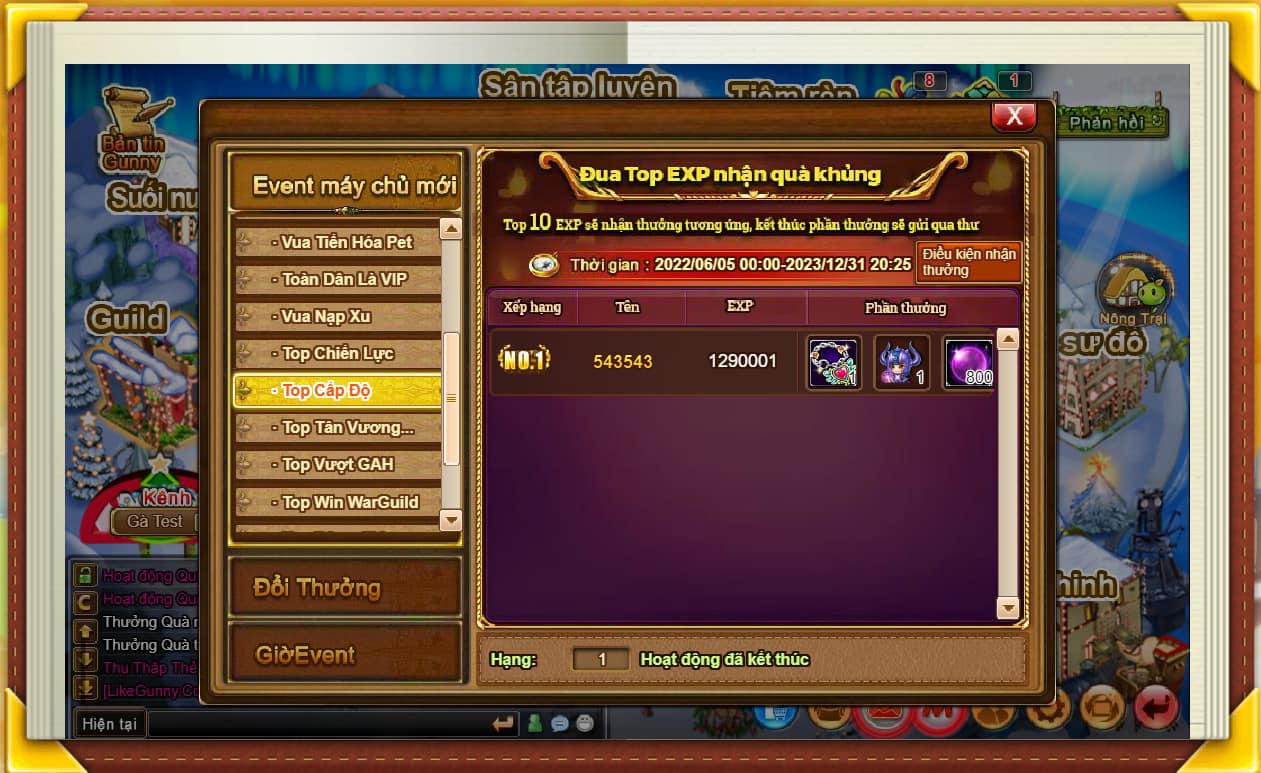 Sân tập luyện
Tiệm rèn
8
1
Bản tin
Gunny
Phản hồi
X
Suối nư
Event máy chủ mới
- Vua Tiến Hóa Pet
- Toàn Dân Là VIP
- Vua Nạp Xu
- Top Chiến Lực
- Top Cấp Độ
- Top Tân Vương...
- Top Vượt GAH
- Top Win WarGuild
Đổi Thưởng
GiờEvent
Đua Top EXP nhận quà khủng
Top 10 EXP sẽ nhận thưởng tương ứng, kết thúc phần thưởng sẽ gửi qua thư
Thời gian : 2022/06/05 00:00-2023/12/31 20:25
Điều kiện nhận
thưởng
Xếp hạng Tên EXP Phần thưởng
NO.1 543543 1290001 1 1 800
Hạng: 1 Hoạt động đã kết thúc
Guild
Nông Trại
sư đồ
Kênh
Gà Test
hình
Hoạt động Qu
Hoạt động Qu
Thưởng Quà
Thưởng Quà t
Thu Thập Thẻ
[LikeGunny.Co
Hiện tại